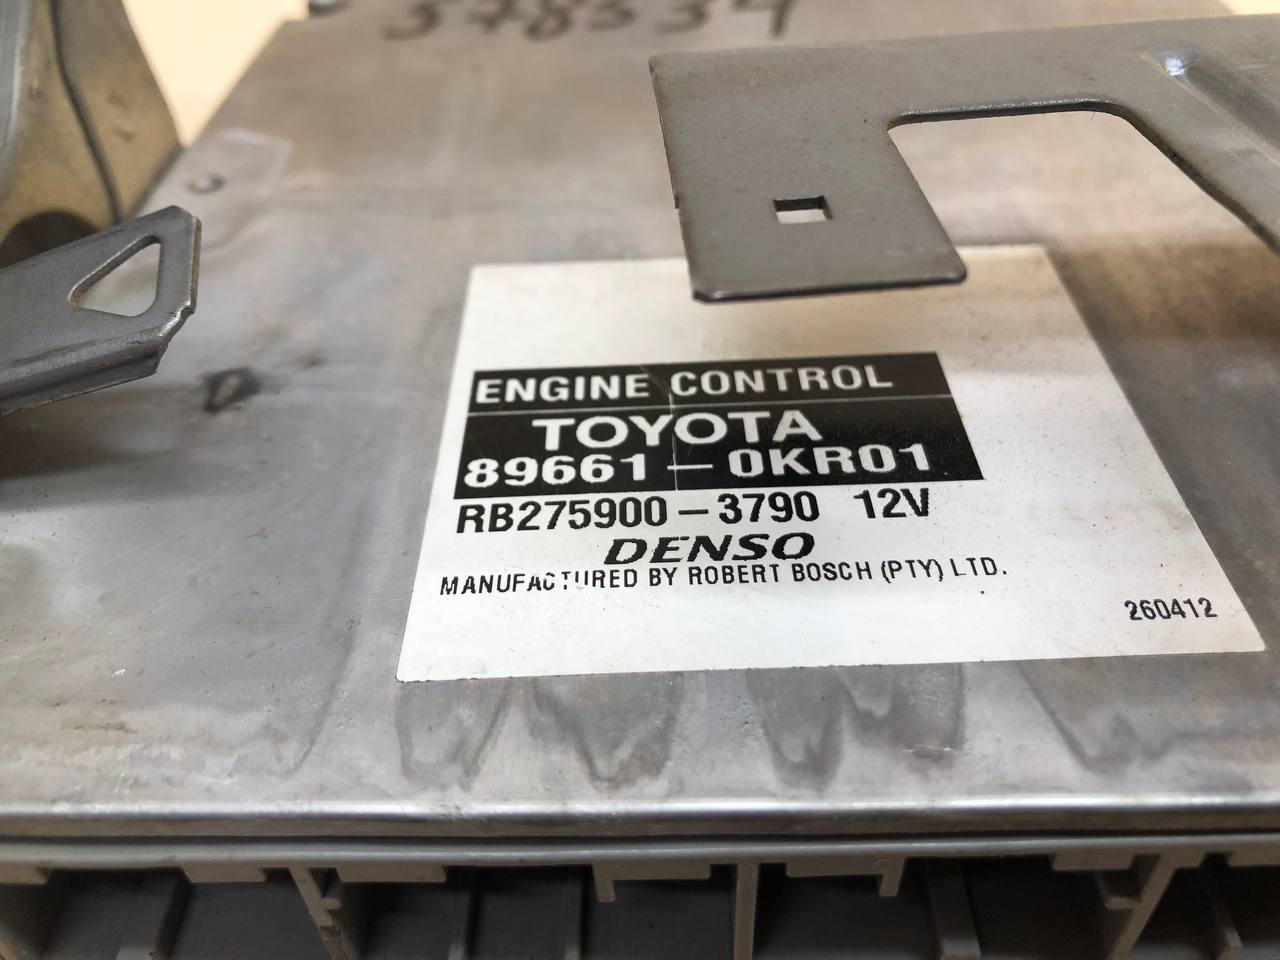 ENGINE CONTROL
TOYOTA
89661-0KR01
RB275900-3790 12V
DENSO
MANUFACTURED BY ROBERT BOSCH (PTY) LTD.
260412